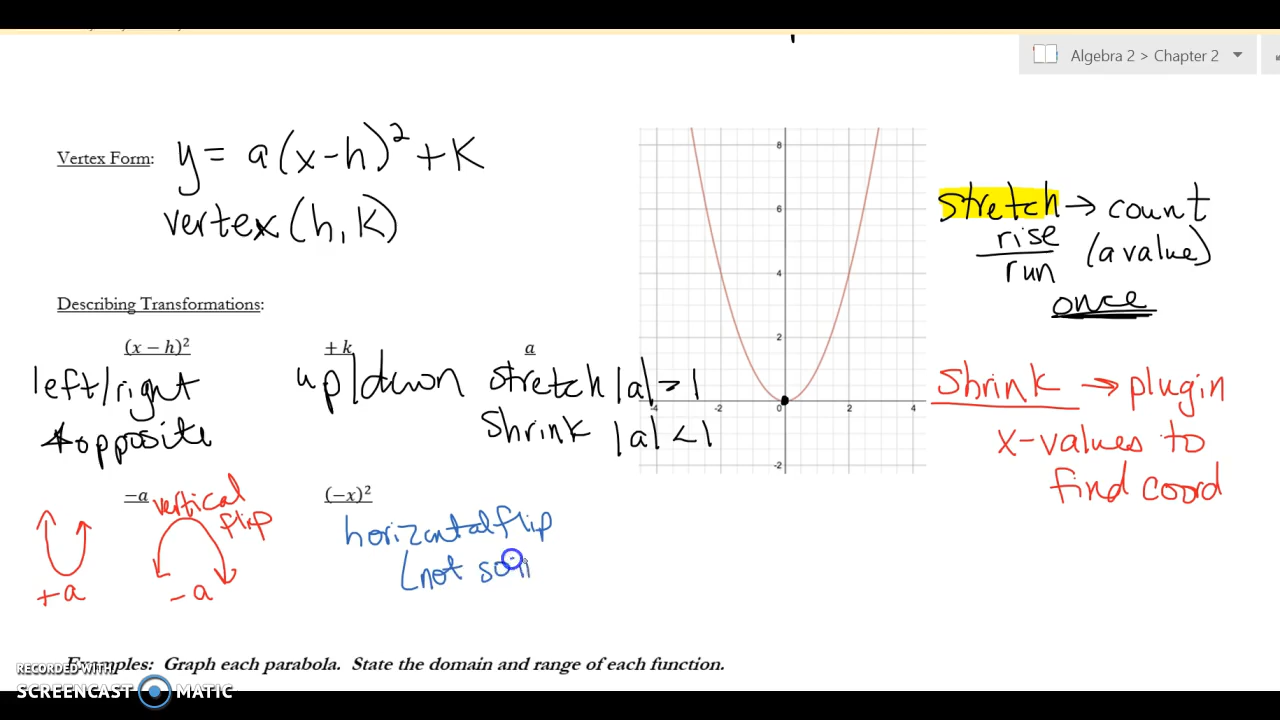 Algebra 2 > Chapter 2
Vertex Form: y = a(x-h)² + K
vertex (h, K)
Describing Transformations:
(x − h)²
left/right
opposite
+ k
up/down
a
stretch |a| > 1
Shrink |a| < 1
−a
vertical
flip
+a
−a
(−x)²
horizontal flip
(not
8
6
4
2
-4
-2
0
2
4
-2
stretch → count
rise
run
(a value)
once
Shrink → plugin
x-values to
find coord
Examples: Graph each parabola. State the domain and range of each function.
RECORDED WITH
SCREENCAST MATIC